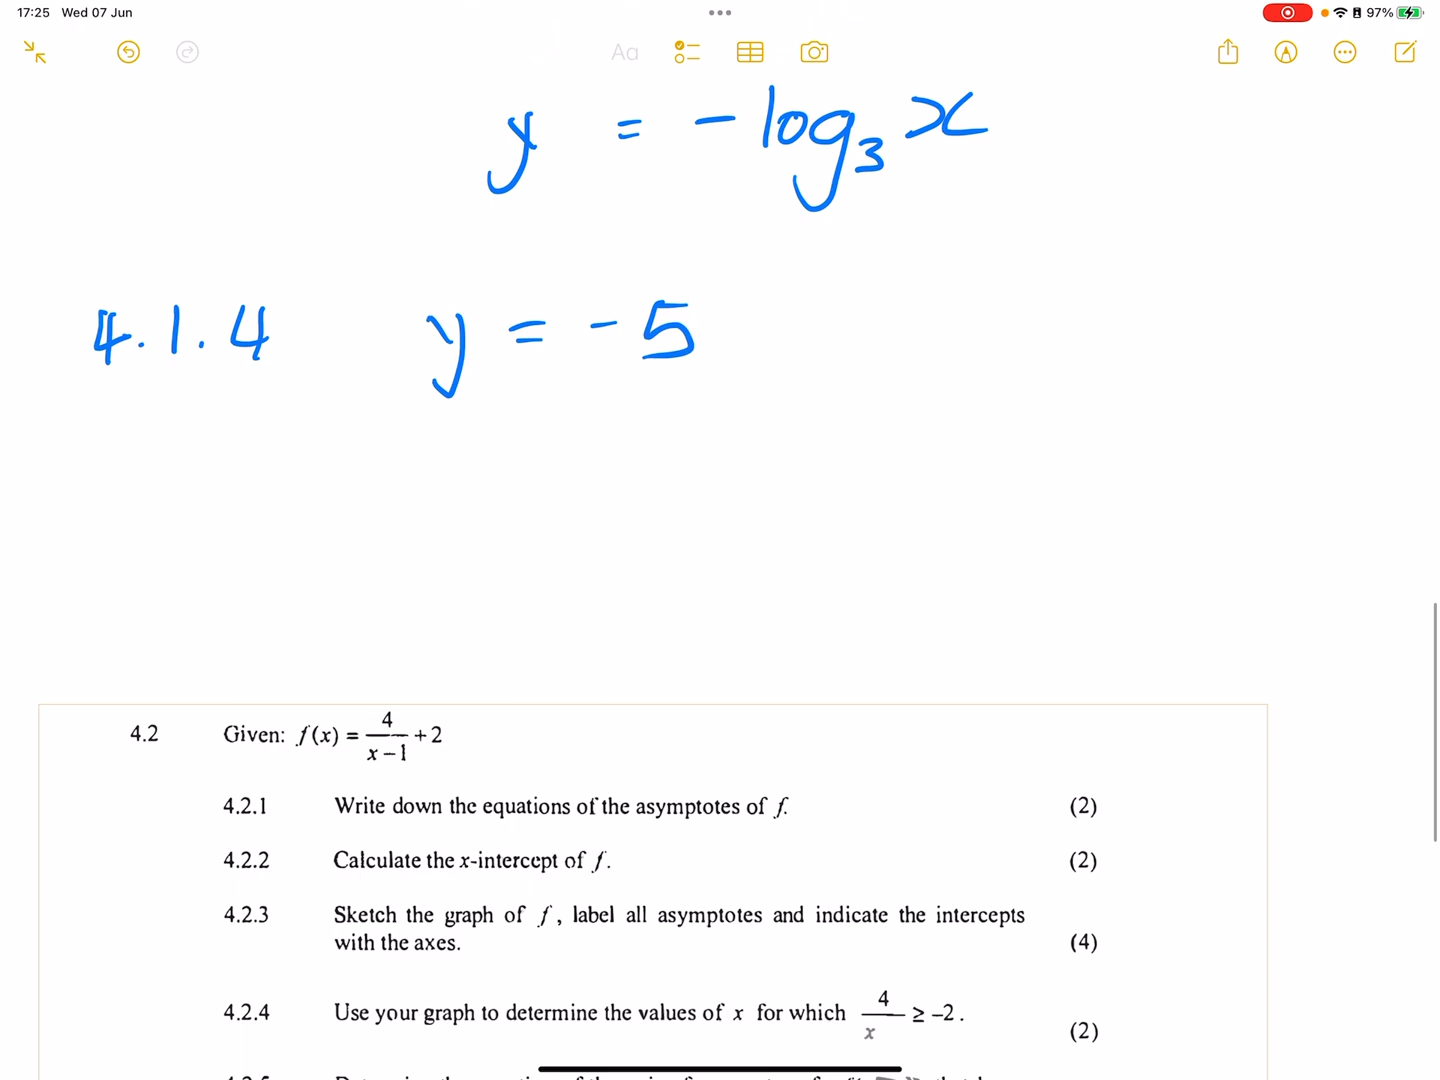 17:25 Wed 07 Jun 97%
Aa
y = - log₃ x
4.1.4 y = - 5
4.2 Given: f(x) = 4/(x − 1) + 2
4.2.1 Write down the equations of the asymptotes of f. (2)
4.2.2 Calculate the x-intercept of f. (2)
4.2.3 Sketch the graph of f, label all asymptotes and indicate the intercepts
with the axes. (4)
4.2.4 Use your graph to determine the values of x for which 4/x ≥ −2. (2)